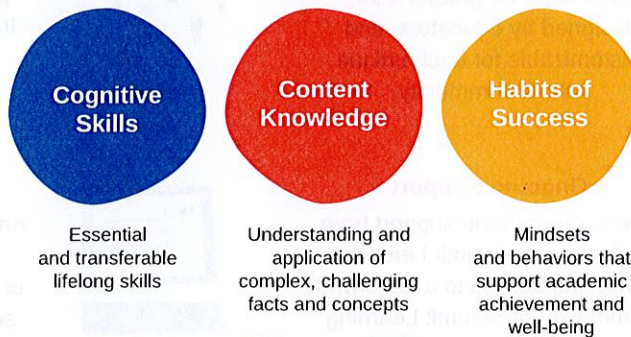 Cognitive
Skills
Content
Knowledge
Habits of
Success
Essential
and transferable
lifelong skills
Understanding and
application of
complex, challenging
facts and concepts
Mindsets
and behaviors that
support academic
achievement and
well-being